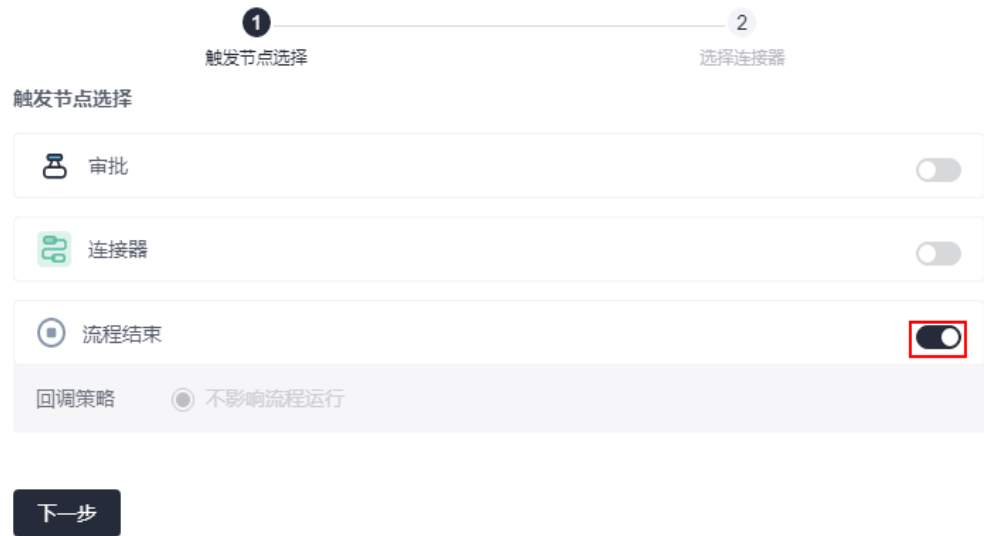 1
2
触发节点选择
选择连接器
触发节点选择
审批
连接器
流程结束
回调策略 不影响流程运行
下一步